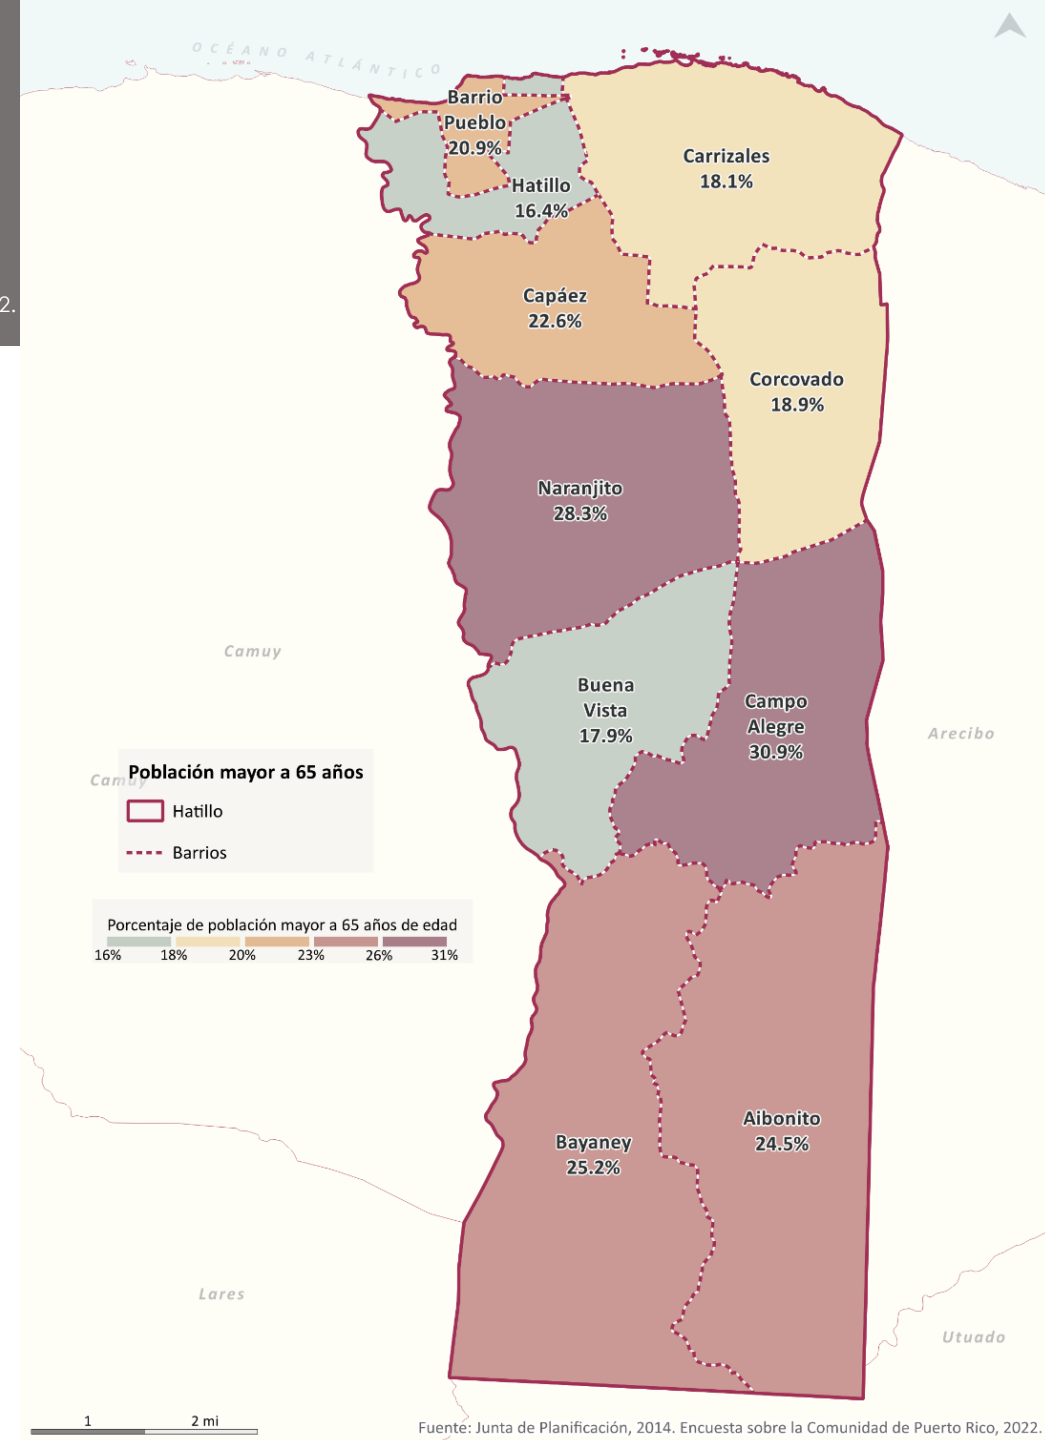 OCÉANO ATLÁNTICO
2.
Barrio
Pueblo
20.9%
Hatillo
16.4%
Carrizales
18.1%
Capáez
22.6%
Corcovado
18.9%
Naranjito
28.3%
Camuy
Buena
Vista
17.9%
Campo
Alegre
30.9%
Arecibo
Camuy
Población mayor a 65 años
Hatillo
Barrios
Porcentaje de población mayor a 65 años de edad
16% 18% 20% 23% 26% 31%
Bayaney
25.2%
Aibonito
24.5%
Lares
Utuado
1 2 mi
Fuente: Junta de Planificación, 2014. Encuesta sobre la Comunidad de Puerto Rico, 2022.